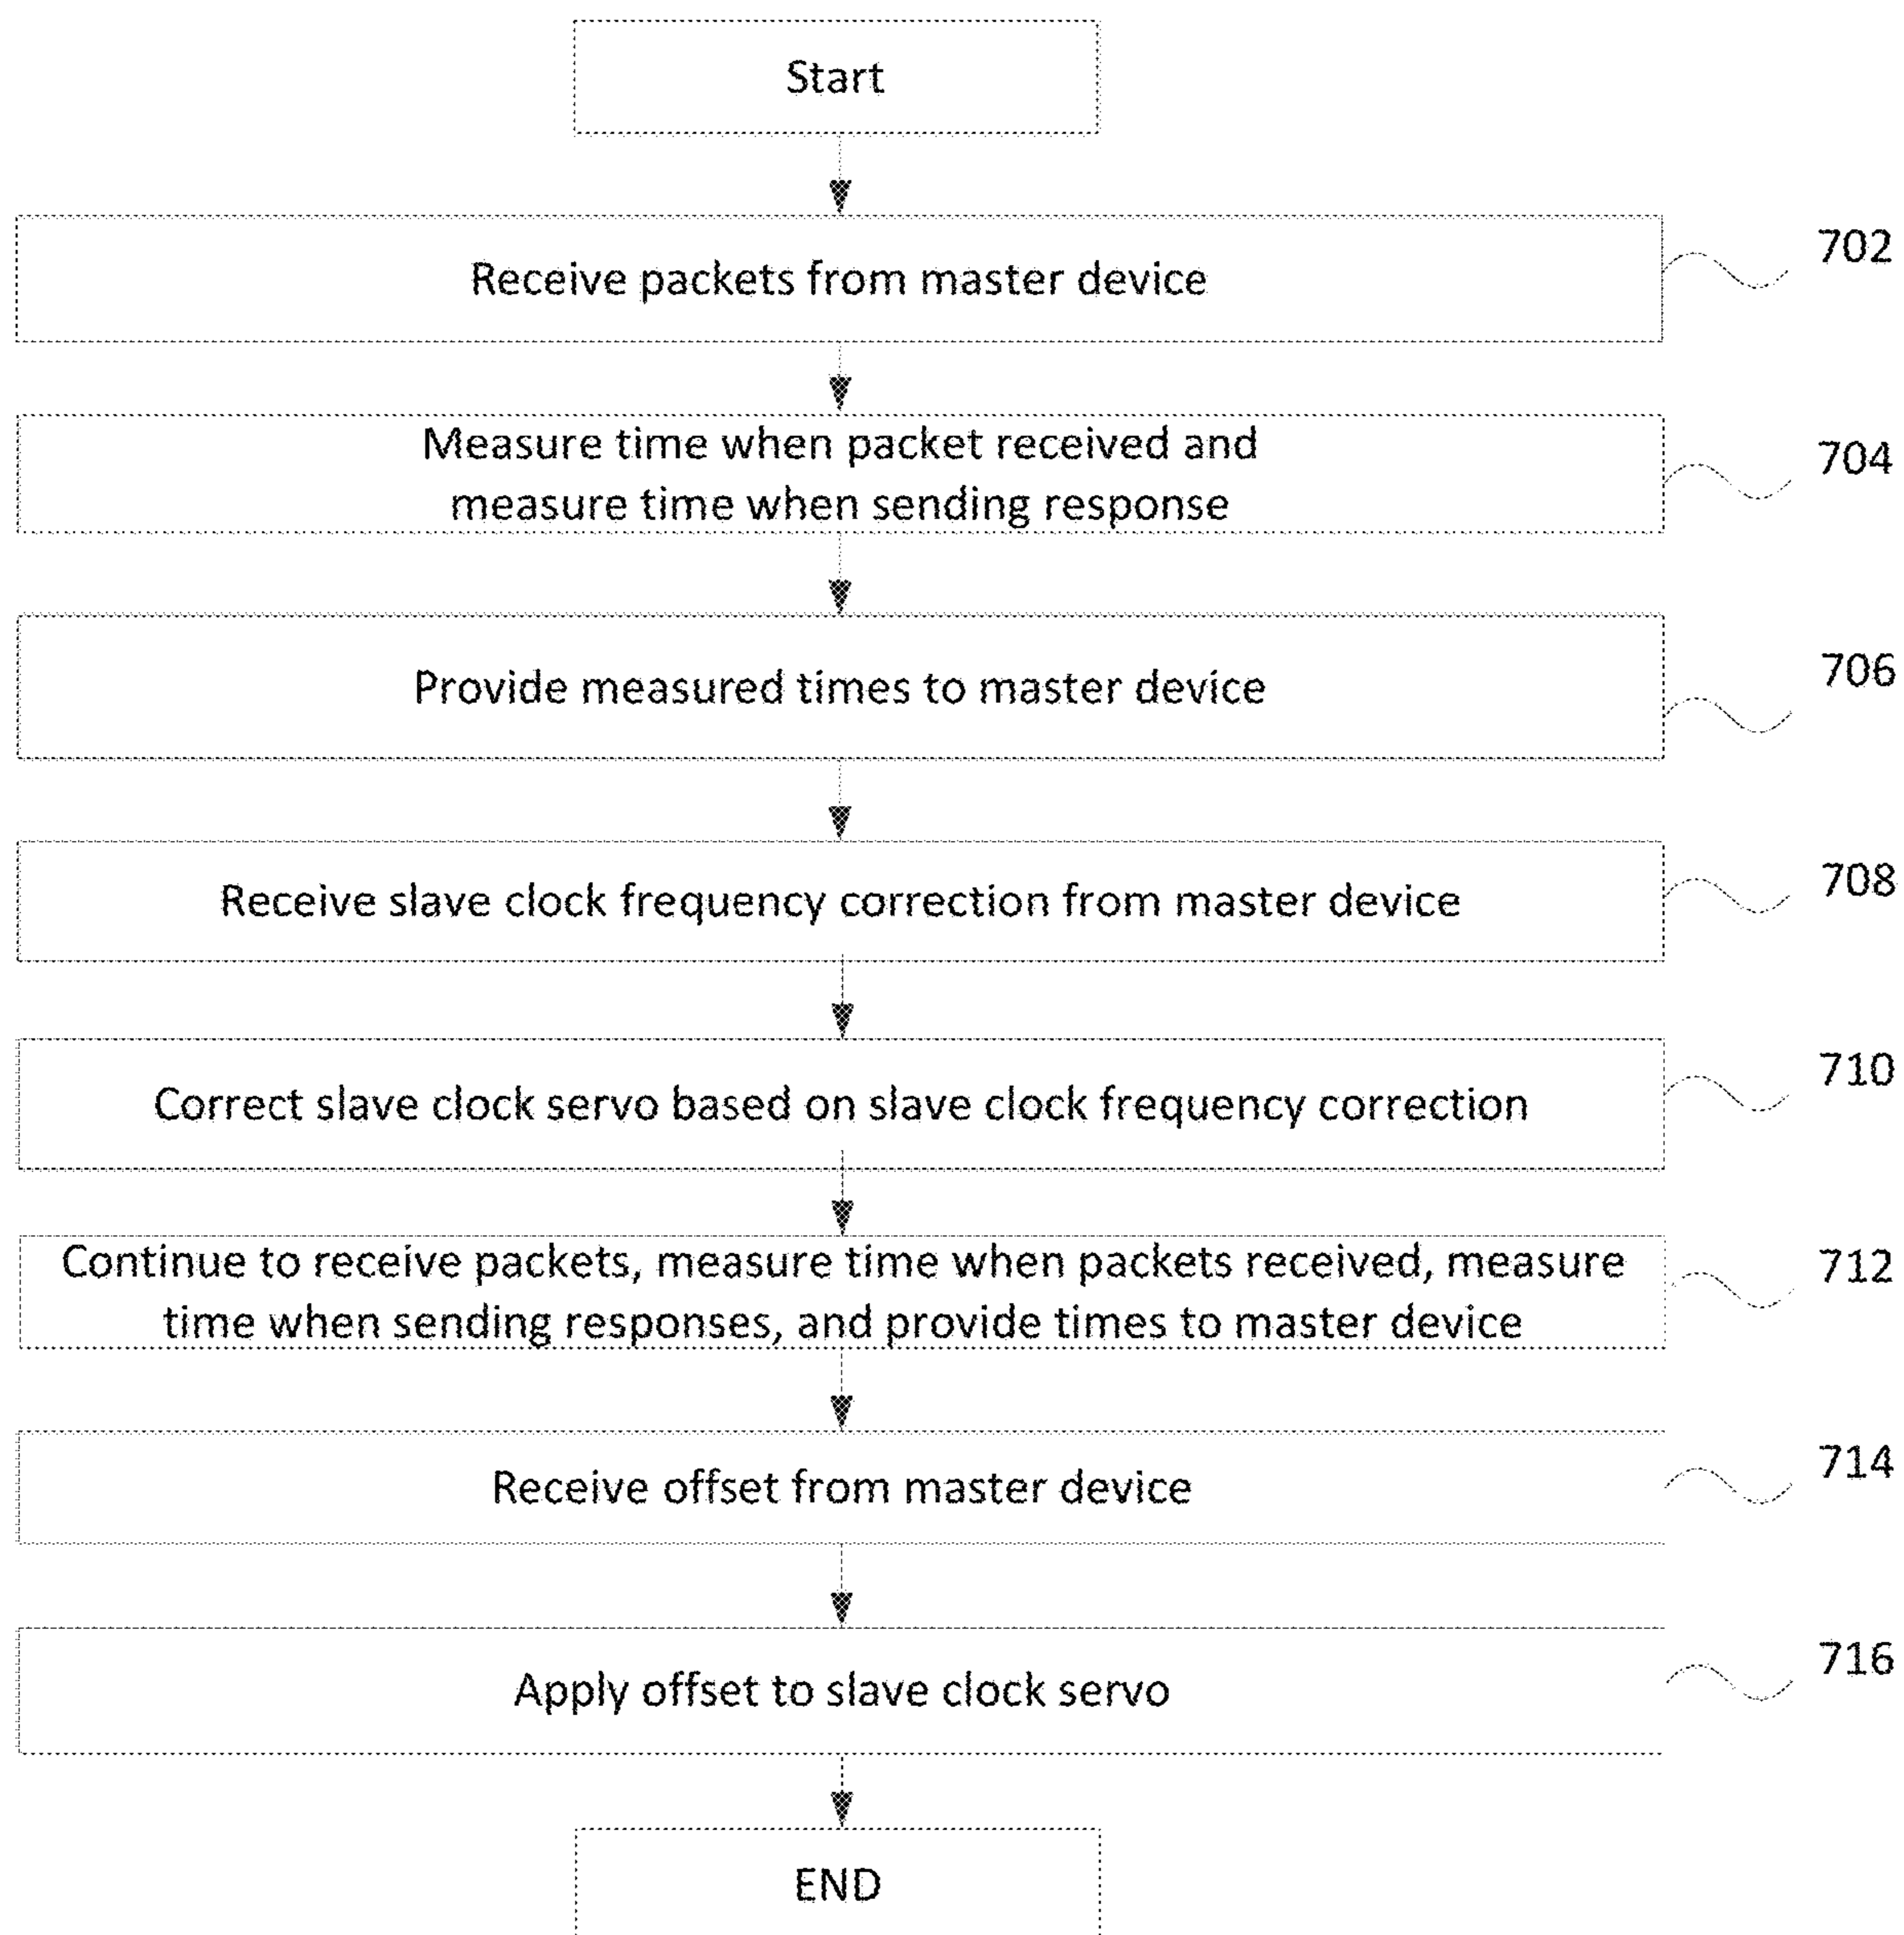 Start
Receive packets from master device
702
Measure time when packet received and
measure time when sending response
704
Provide measured times to master device
706
Receive slave clock frequency correction from master device
708
Correct slave clock servo based on slave clock frequency correction
710
Continue to receive packets, measure time when packets received, measure
time when sending responses, and provide times to master device
712
Receive offset from master device
714
Apply offset to slave clock servo
716
END